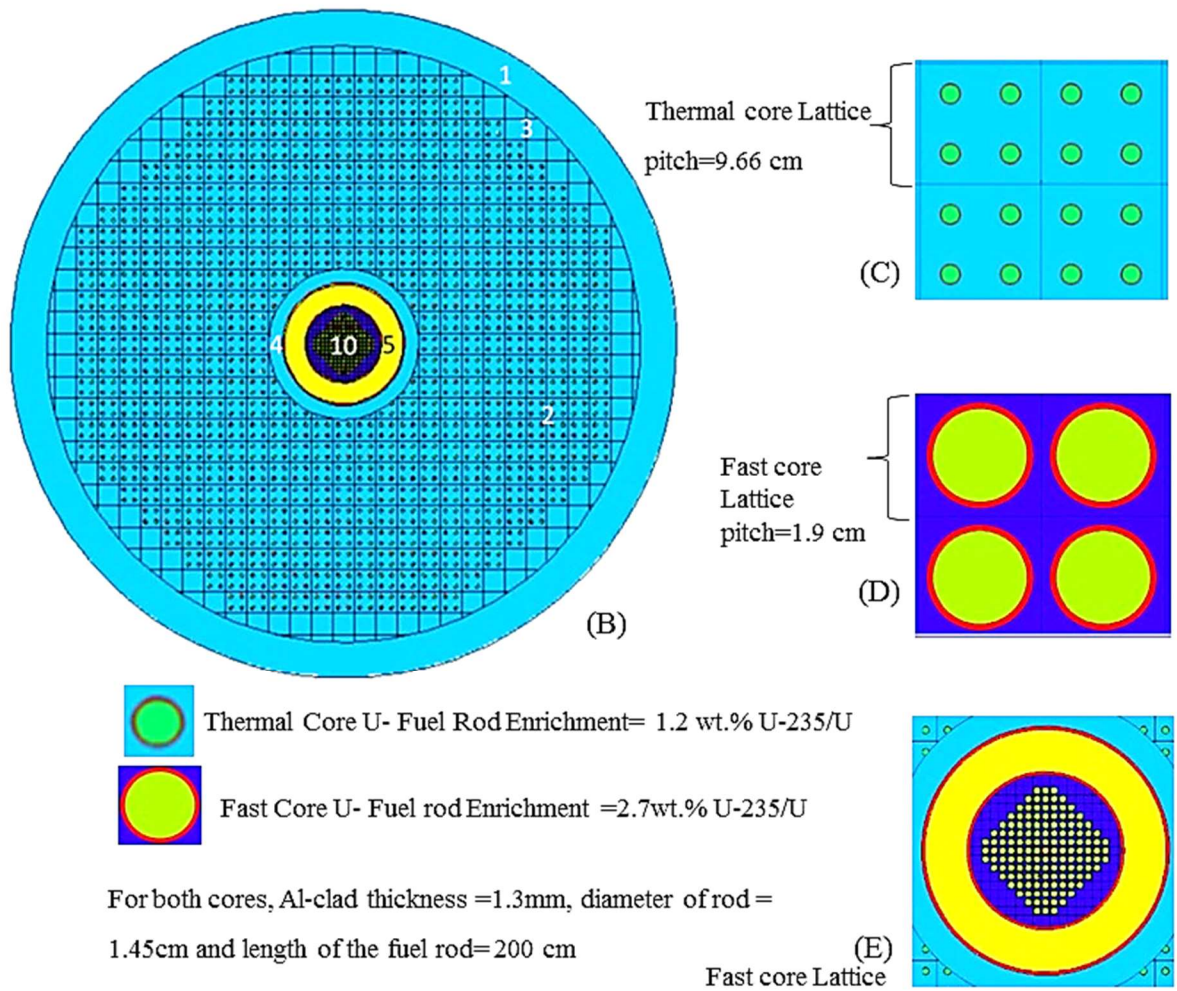 1
3
4
10
5
2
(B)
Thermal core Lattice
pitch=9.66 cm
(C)
Fast core
Lattice
pitch=1.9 cm
(D)
Thermal Core U- Fuel Rod Enrichment= 1.2 wt.% U-235/U
Fast Core U- Fuel rod Enrichment =2.7wt.% U-235/U
For both cores, Al-clad thickness =1.3mm, diameter of rod =
1.45cm and length of the fuel rod= 200 cm
(E)
Fast core Lattice